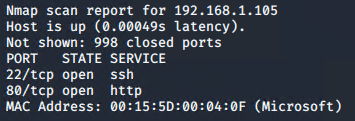 Nmap scan report for 192.168.1.105
Host is up (0.00049s latency).
Not shown: 998 closed ports
PORT   STATE SERVICE
22/tcp open  ssh
80/tcp open  http
MAC Address: 00:15:5D:00:04:0F (Microsoft)